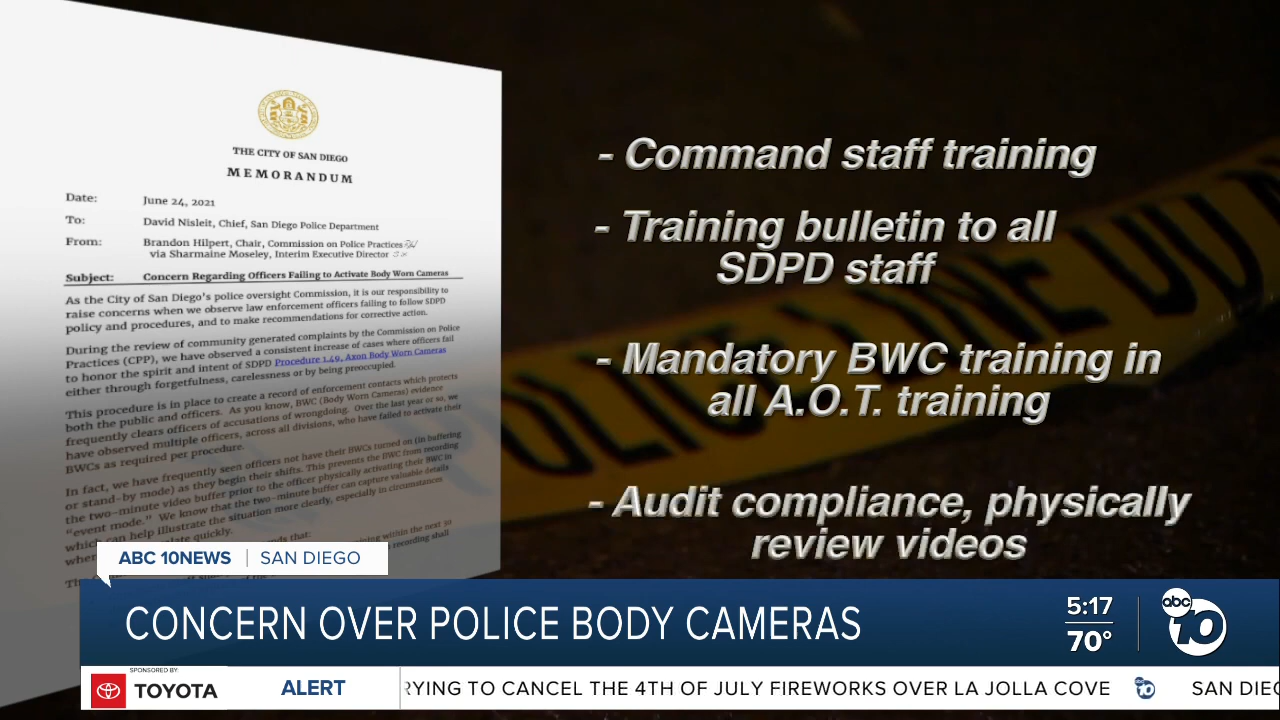 THE CITY OF SAN DIEGO
MEMORANDUM
Date: June 24, 2021
To: David Nisleit, Chief, San Diego Police Department
From: Brandon Hilpert, Chair, Commission on Police Practices
via Sharmaine Moseley, Interim Executive Director
Subject: Concern Regarding Officers Failing to Activate Body Worn Cameras
As the City of San Diego's police oversight Commission, it is our responsibility to
raise concerns when we observe law enforcement officers failing to follow SDPD
policy and procedures, and to make recommendations for corrective action.
During the review of community generated complaints by the Commission on Police
Practices (CPP), we have observed a consistent increase of cases where officers fail
to honor the spirit and intent of SDPD Procedure 1.49, Axon Body Worn Cameras
either through forgetfulness, carelessness or by being preoccupied.
This procedure is in place to create a record of enforcement contacts which protects
both the public and officers. As you know, BWC (Body Worn Cameras) evidence
frequently clears officers of accusations of wrongdoing. Over the last year or so, we
have observed multiple officers, across all divisions, who have failed to activate their
BWCs as required per procedure.
In fact, we have frequently seen officers not have their BWCs turned on (in buffering
or stand-by mode) as they begin their shifts. This prevents the BWC from recording
the two-minute video buffer prior to the officer physically activating their BWC in
"event mode." We know that the two-minute buffer can capture valuable details
which can help illustrate the situation more clearly, especially in circumstances
quickly.
that:
within the next
recording shall
- Command staff training
- Training bulletin to all
SDPD staff
- Mandatory BWC training in
all A.O.T. training
- Audit compliance, physically
review videos
POLICE
ABC 10NEWS | SAN DIEGO
CONCERN OVER POLICE BODY CAMERAS
5:17
70°
abc 10
SPONSORED BY:
TOYOTA
ALERT
RYING TO CANCEL THE 4TH OF JULY FIREWORKS OVER LA JOLLA COVE abc 10 SAN DIEG